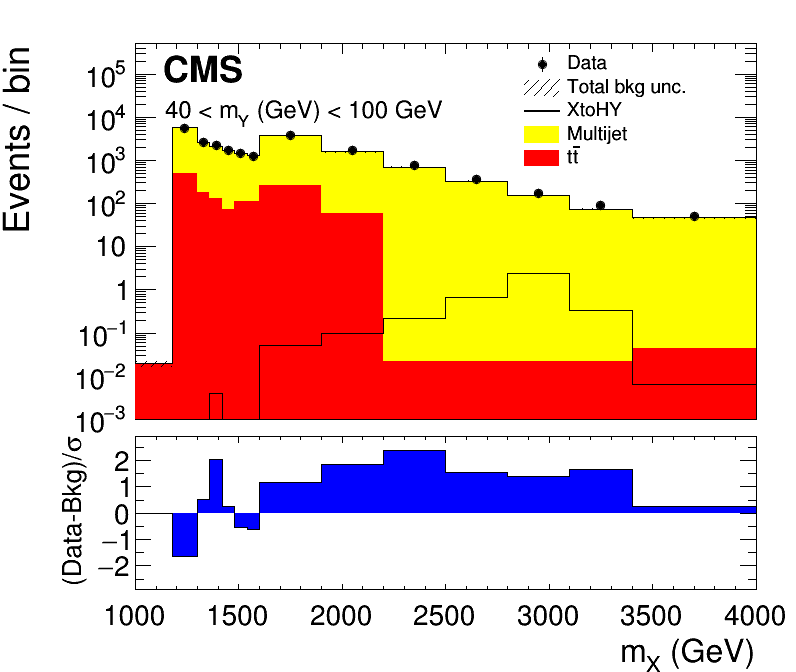 Events / bin
CMS
40 < m_Y (GeV) < 100 GeV
Data
Total bkg unc.
XtoHY
Multijet
tt̄
10^5
10^4
10^3
10^2
10
1
10^−1
10^−2
10^−3
(Data-Bkg)/σ
2
1
0
−1
−2
1000 1500 2000 2500 3000 3500 4000
m_X (GeV)